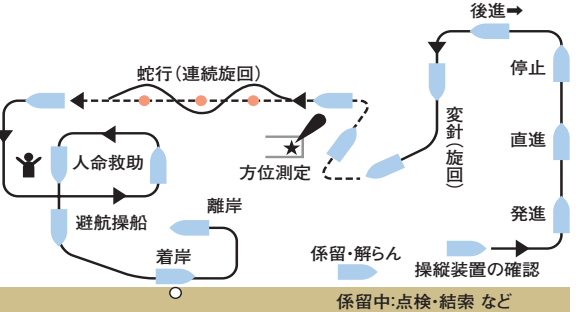 後進
停止
蛇行（連続旋回）
変針（旋回）
直進
人命救助
方位測定
発進
離岸
避航操船
着岸
係留・解らん
操縦装置の確認
係留中：点検・結索 など